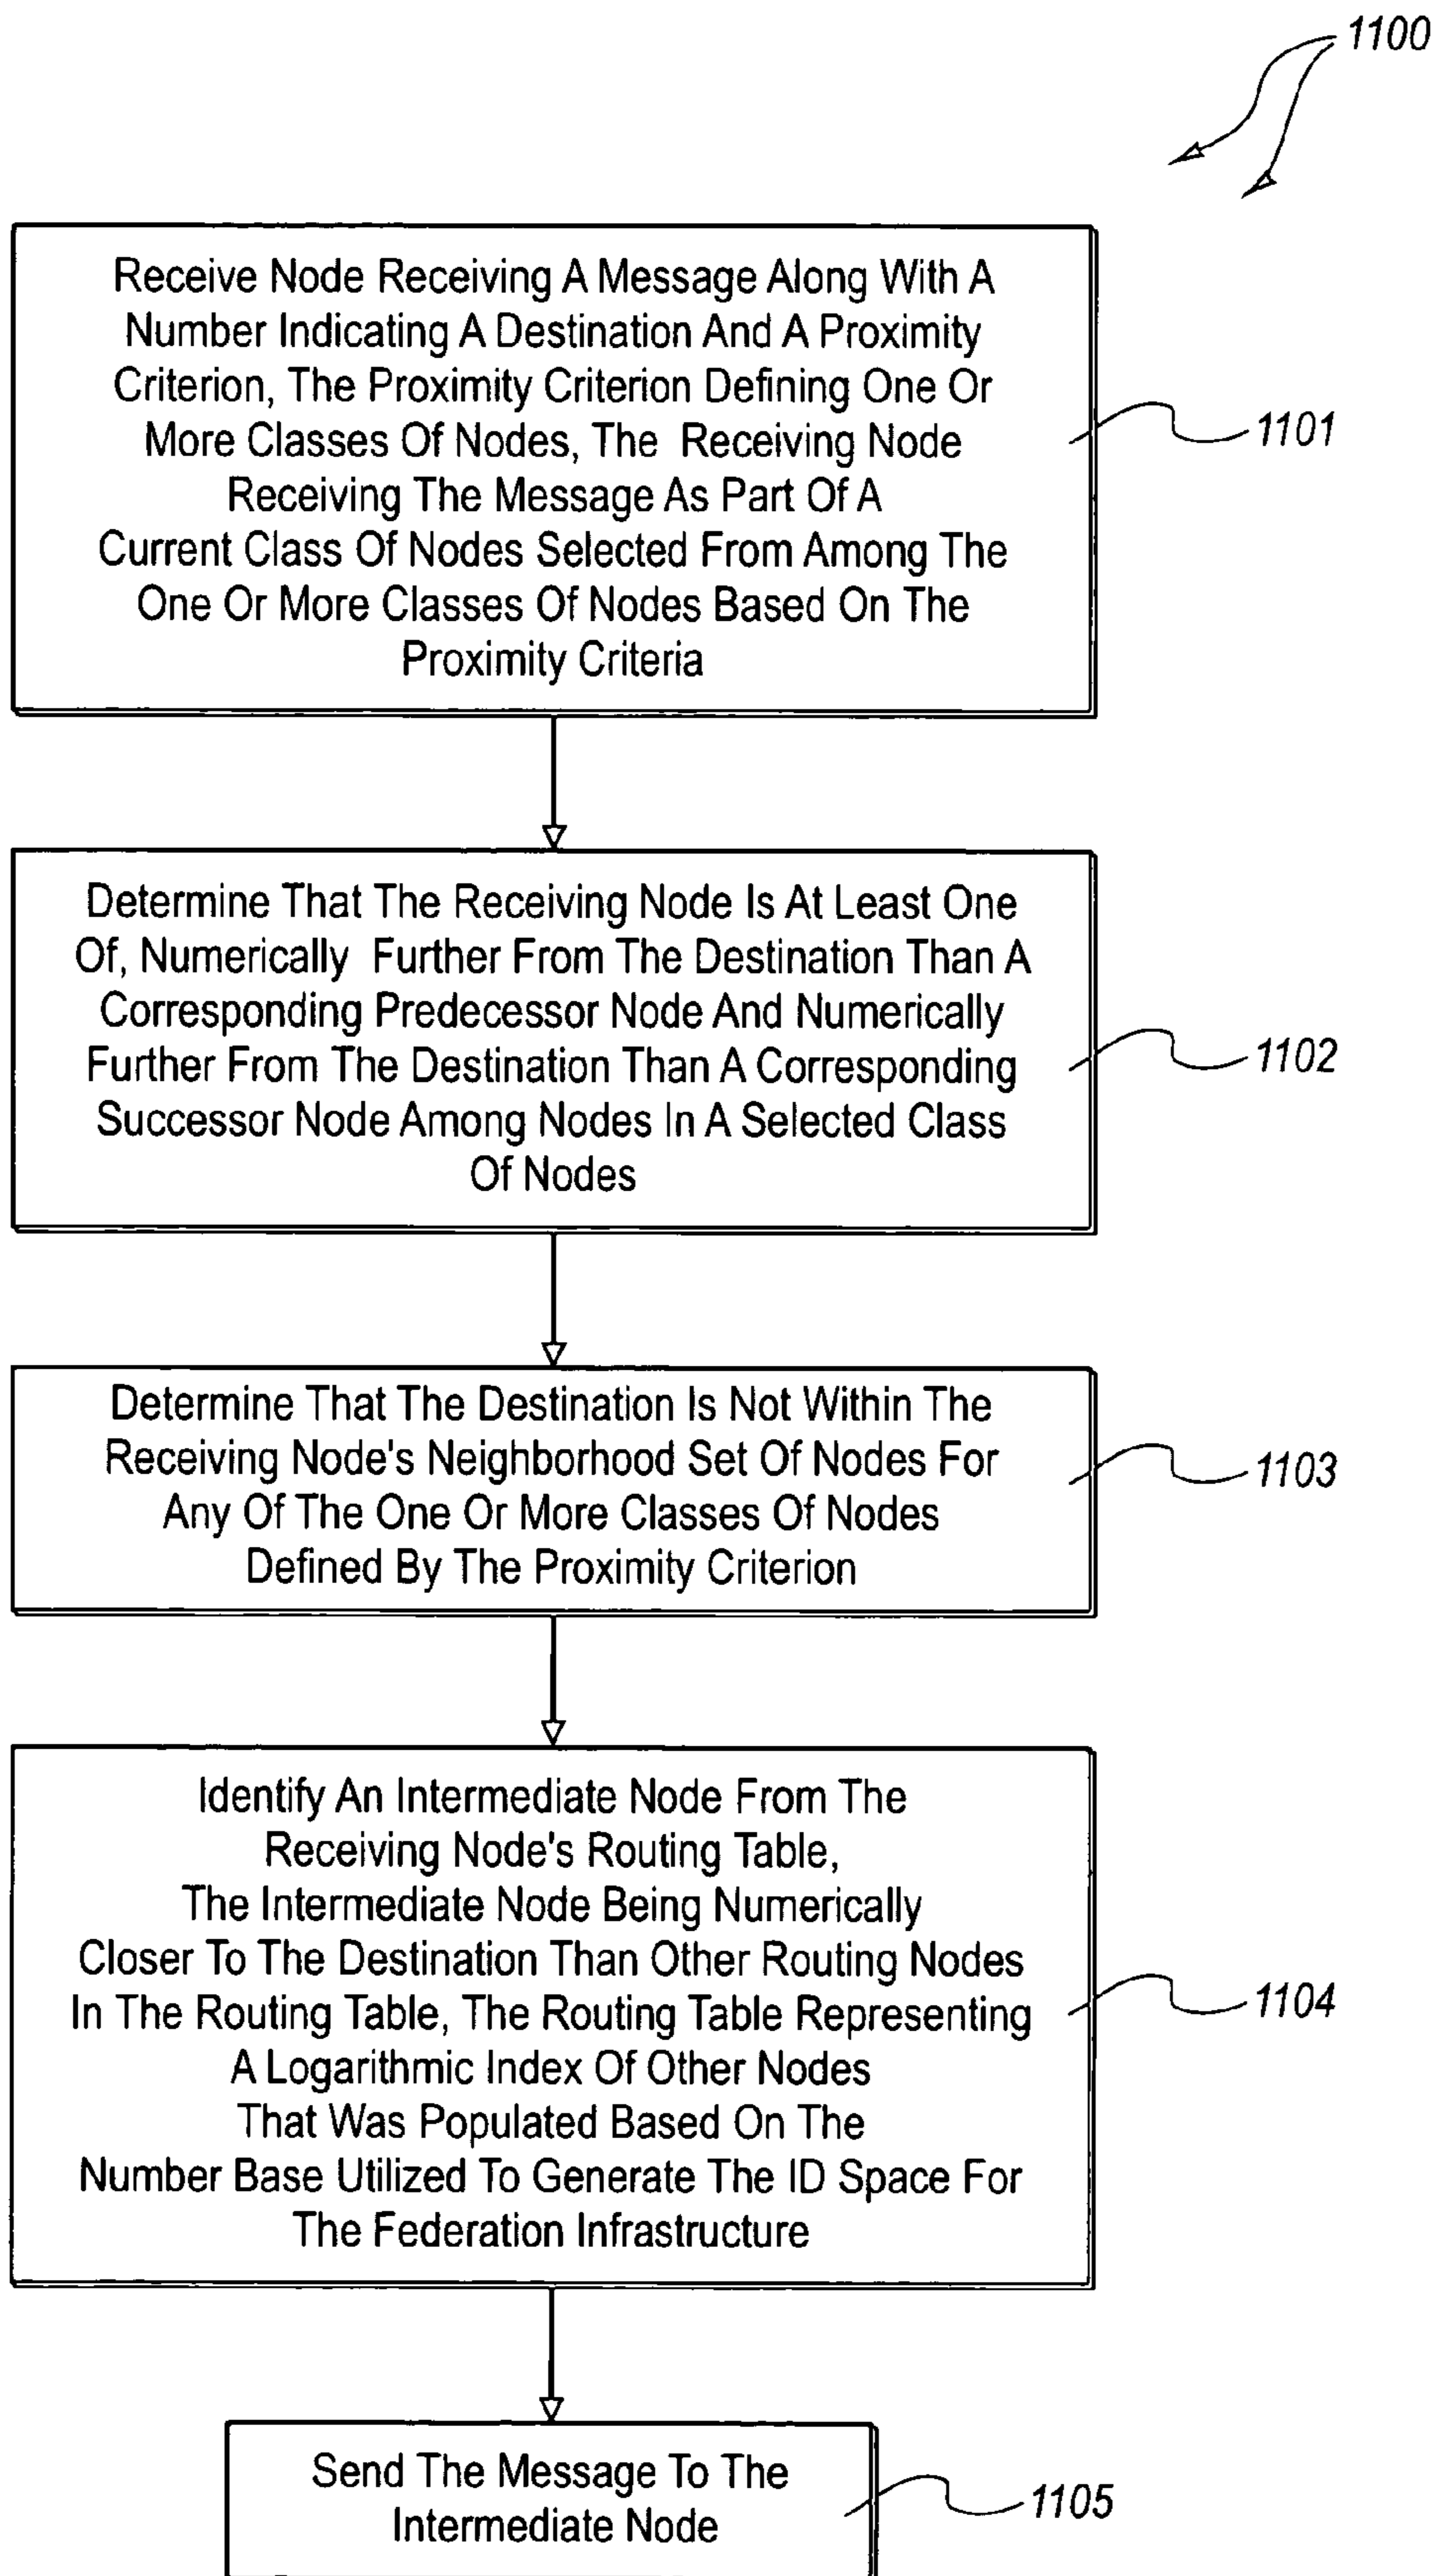 1100
Receive Node Receiving A Message Along With A
Number Indicating A Destination And A Proximity
Criterion, The Proximity Criterion Defining One Or
More Classes Of Nodes, The Receiving Node
Receiving The Message As Part Of A
Current Class Of Nodes Selected From Among The
One Or More Classes Of Nodes Based On The
Proximity Criteria
1101
Determine That The Receiving Node Is At Least One
Of, Numerically Further From The Destination Than A
Corresponding Predecessor Node And Numerically
Further From The Destination Than A Corresponding
Successor Node Among Nodes In A Selected Class
Of Nodes
1102
Determine That The Destination Is Not Within The
Receiving Node's Neighborhood Set Of Nodes For
Any Of The One Or More Classes Of Nodes
Defined By The Proximity Criterion
1103
Identify An Intermediate Node From The
Receiving Node's Routing Table,
The Intermediate Node Being Numerically
Closer To The Destination Than Other Routing Nodes
In The Routing Table, The Routing Table Representing
A Logarithmic Index Of Other Nodes
That Was Populated Based On The
Number Base Utilized To Generate The ID Space For
The Federation Infrastructure
1104
Send The Message To The
Intermediate Node
1105